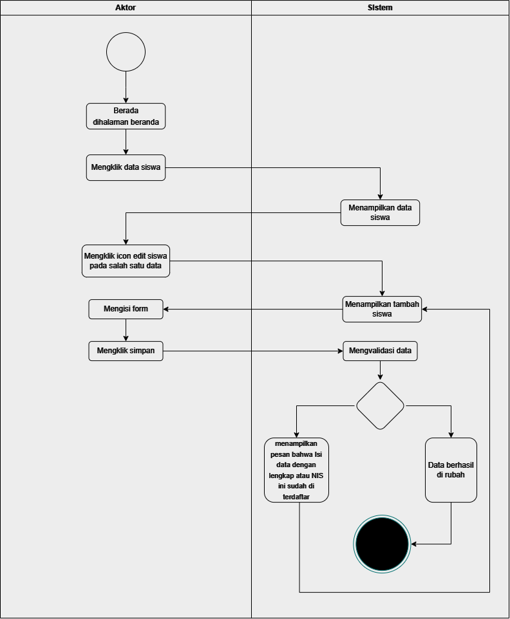 Aktor
Sistem
Berada
dihalaman beranda
Mengklik data siswa
Menampilkan data
siswa
Mengklik icon edit siswa
pada salah satu data
Menampilkan tambah
siswa
Mengisi form
Mengklik simpan
Mengvalidasi data
menampilkan
pesan bahwa Isi
data dengan
lengkap atau NIS
ini sudah di
terdaftar
Data berhasil
di rubah